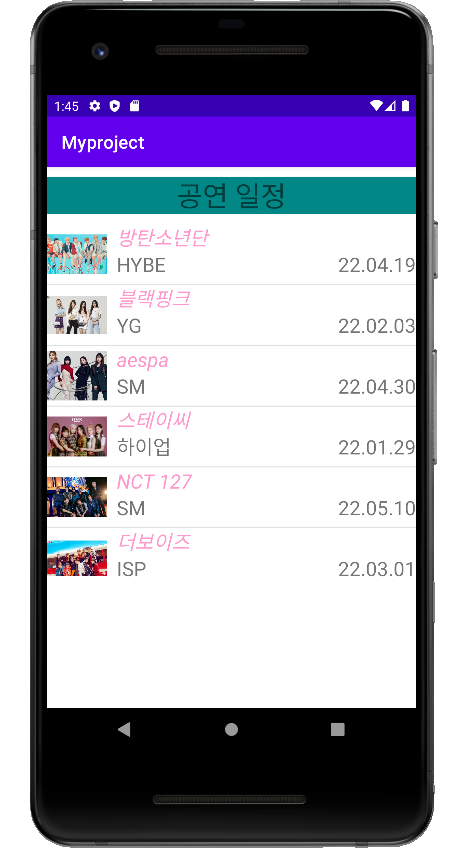 1:45
Myproject
공연 일정
방탄소년단
HYBE 22.04.19
블랙핑크
YG 22.02.03
aespa
SM 22.04.30
스테이씨
하이업 22.01.29
NCT 127
SM 22.05.10
더보이즈
ISP 22.03.01